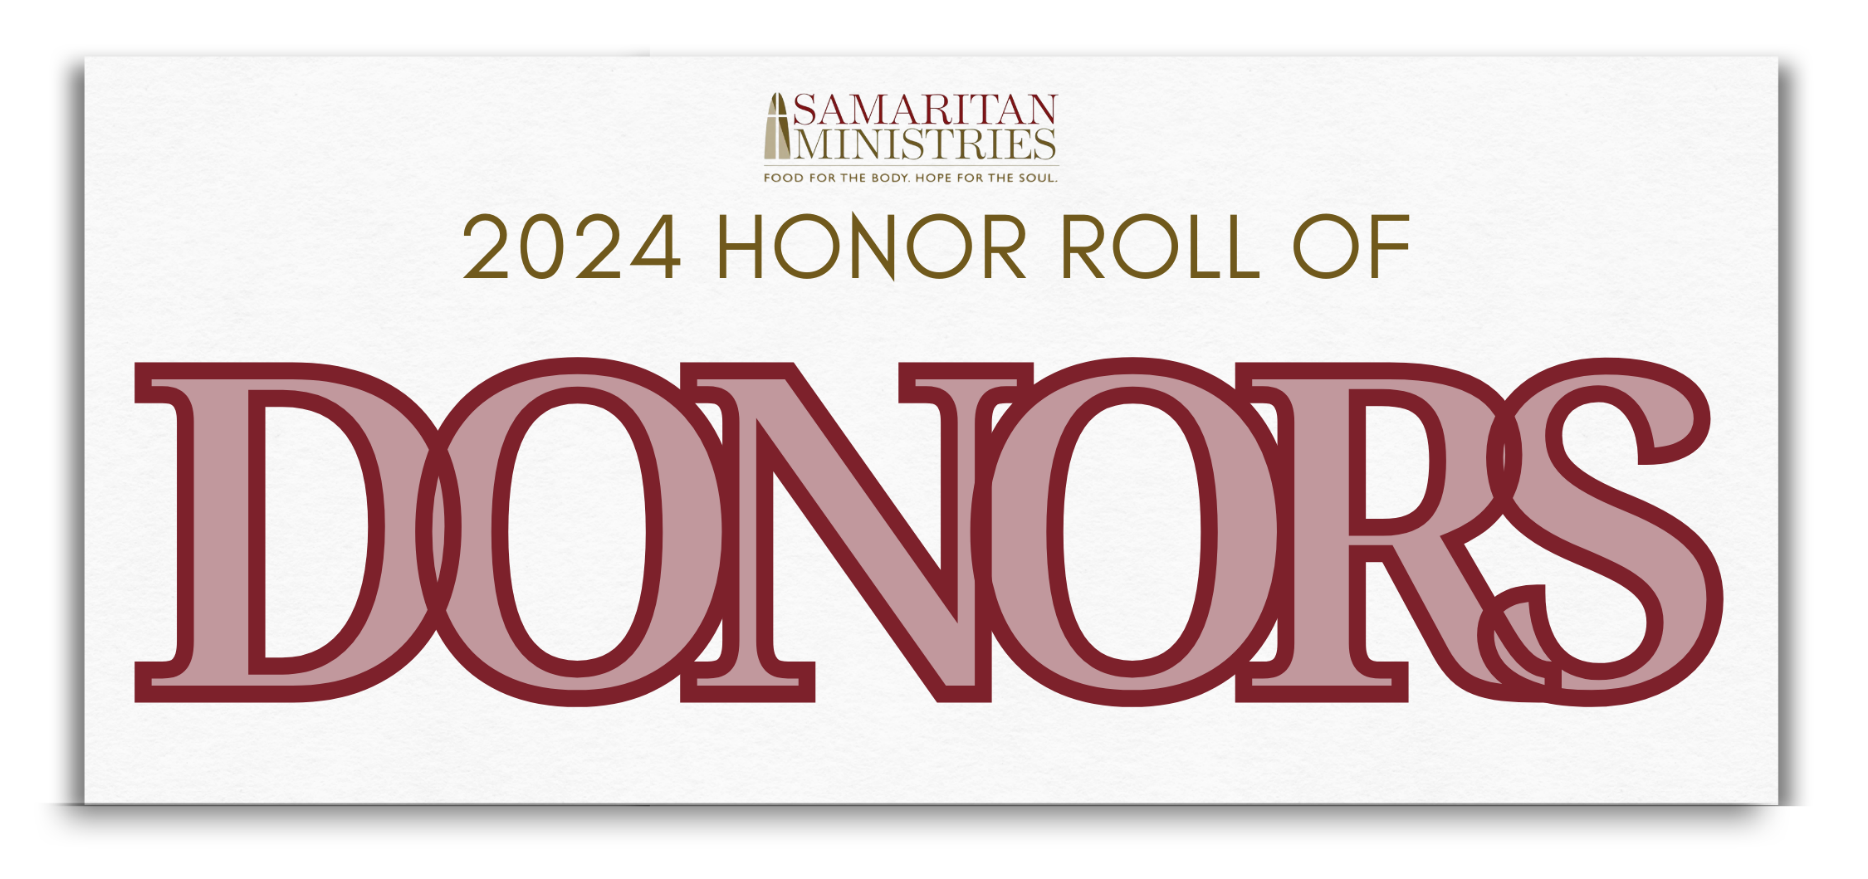 SAMARITAN
MINISTRIES
FOOD FOR THE BODY. HOPE FOR THE SOUL.
2024 HONOR ROLL OF
DONORS